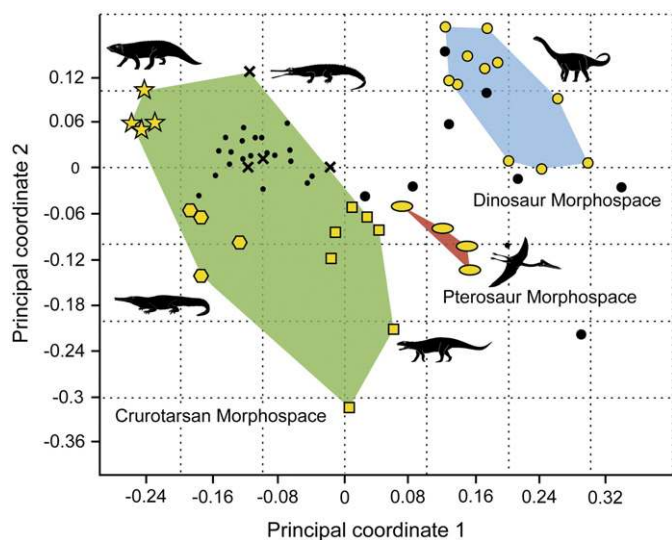 0.12
0.06
0
-0.06
-0.12
-0.18
-0.24
-0.3
-0.36
Principal coordinate 2
Dinosaur Morphospace
Pterosaur Morphospace
Crurotarsan Morphospace
-0.24 -0.16 -0.08 0 0.08 0.16 0.24 0.32
Principal coordinate 1